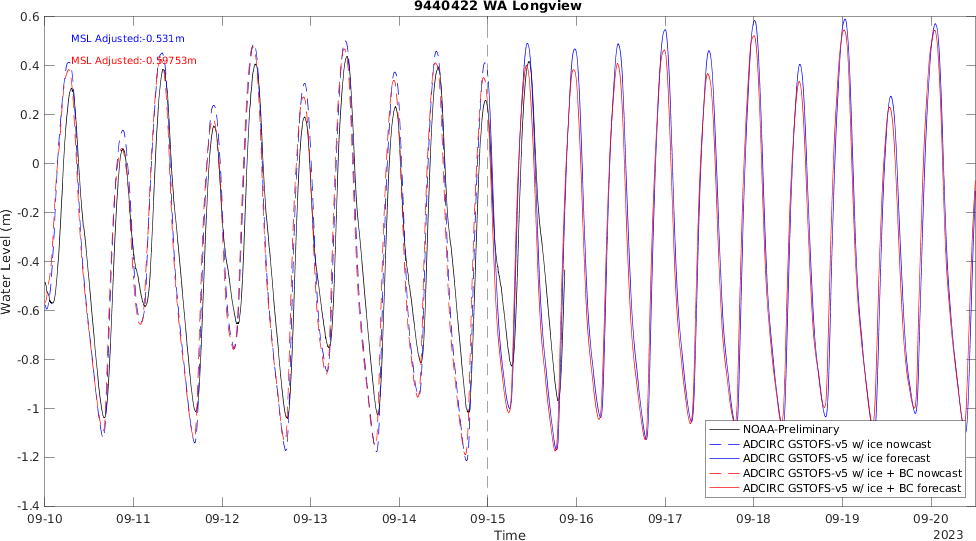 9440422 WA Longview
MSL Adjusted:-0.531m
MSL Adjusted:-0.59753m
Water Level (m)
0.6
0.4
0.2
0
-0.2
-0.4
-0.6
-0.8
-1
-1.2
-1.4
NOAA-Preliminary
ADCIRC GSTOFS-v5 w/ ice nowcast
ADCIRC GSTOFS-v5 w/ ice forecast
ADCIRC GSTOFS-v5 w/ ice + BC nowcast
ADCIRC GSTOFS-v5 w/ ice + BC forecast
09-10 09-11 09-12 09-13 09-14 09-15 09-16 09-17 09-18 09-19 09-20
Time
2023